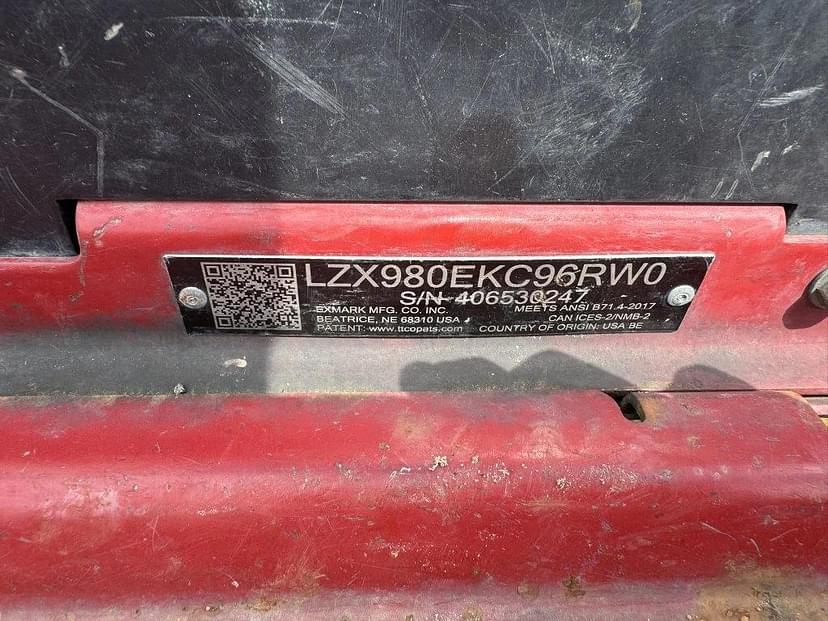 LZX980EKC96RW0
S/N 406530247
EXMARK MFG. CO. INC. MEETS ANSI B71.4-2017
BEATRICE, NE 68310 USA CAN ICES-2/NMB-2
PATENT: www.ttcopats.com COUNTRY OF ORIGIN: USA BE